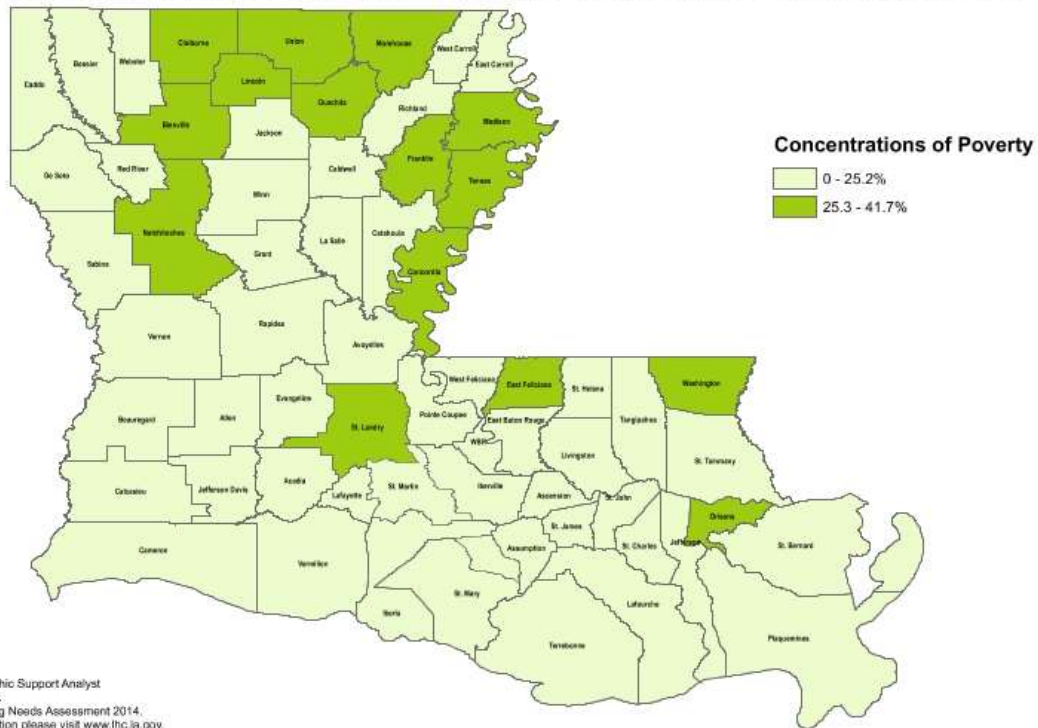 Claiborne
Union
Morehouse
West Carroll
East Carroll
Caddo
Bossier
Webster
Lincoln
Ouachita
Richland
Madison
Bienville
Jackson
Franklin
Tensas
De Soto
Red River
Winn
Caldwell
Natchitoches
Sabine
Grant
La Salle
Catahoula
Concordia
Vernon
Rapides
Avoyelles
Concentrations of Poverty
0 - 25.2%
25.3 - 41.7%
Beauregard
Allen
Evangeline
St. Landry
Pointe Coupee
West Feliciana
East Feliciana
St. Helena
Tangipahoa
Washington
East Baton Rouge
WBR
Livingston
St. Tammany
Calcasieu
Jefferson Davis
Acadia
Lafayette
St. Martin
Iberville
Ascension
St. John
St. James
Orleans
Jefferson
St. Bernard
Cameron
Vermilion
Iberia
St. Mary
Assumption
St. Charles
Lafourche
Terrebonne
Plaquemines
hic Support Analyst
g Needs Assessment 2014.
tion please visit www.lhc.la.gov.